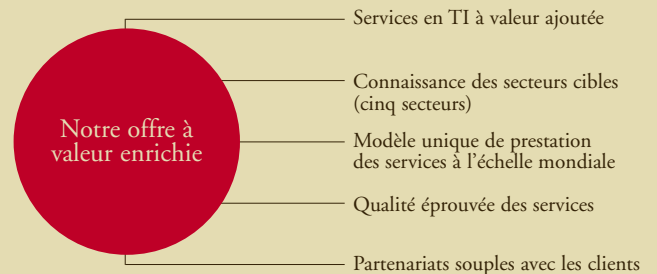 Notre offre à
valeur enrichie
Services en TI à valeur ajoutée
Connaissance des secteurs cibles
(cinq secteurs)
Modèle unique de prestation
des services à l'échelle mondiale
Qualité éprouvée des services
Partenariats souples avec les clients